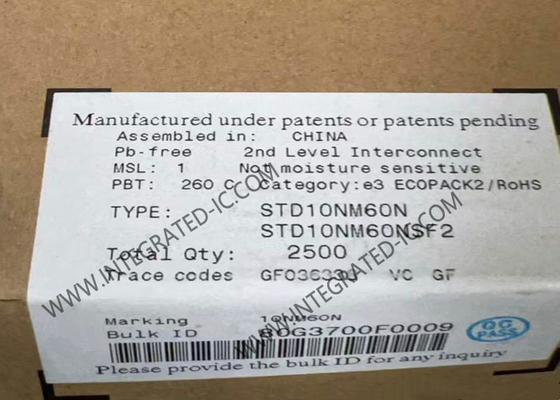 Manufactured under patents or patents pending
Assembled in: CHINA
Pb-free 2nd Level Interconnect
MSL: 1 Not moisture sensitive
PBT: 260 C Category:e3 ECOPACK2/RoHS
TYPE: STD10NM60N
STD10NM60NSF2
Total Qty: 2500
Trace codes VC GF
Marking 10NM60N
Bulk ID B0G3700F0009
QG PASS
Please provide the bulk ID for any inquiry
WWW.INTEGRATED-IC.COM
WWW.INTEGRATED-IC.COM